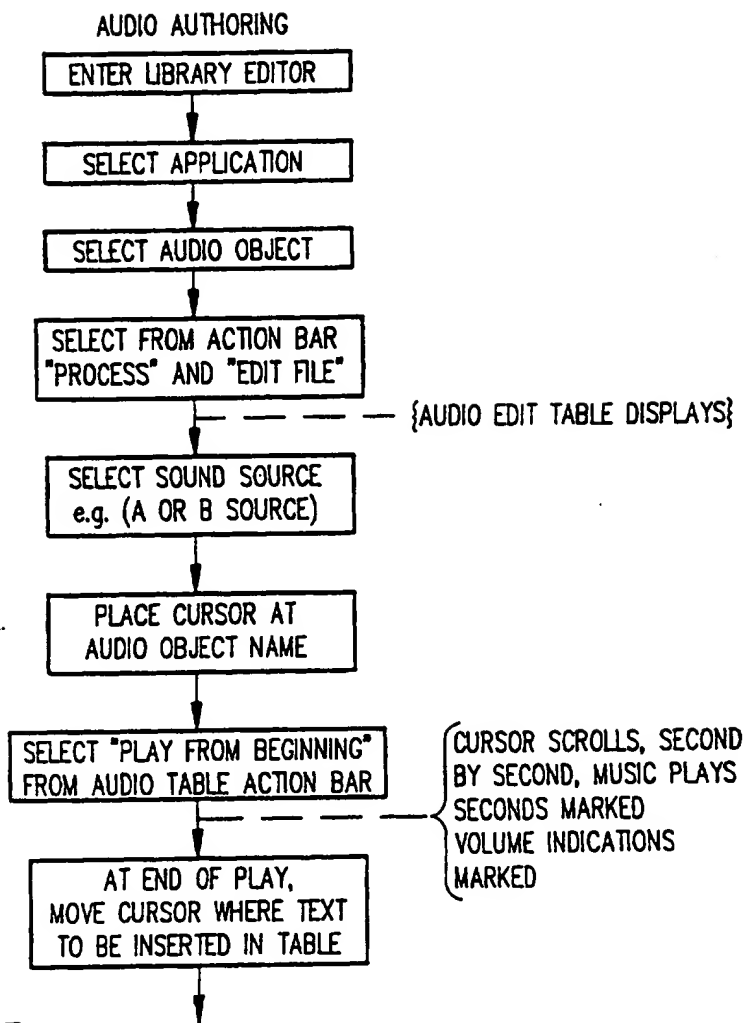 AUDIO AUTHORING
ENTER LIBRARY EDITOR
SELECT APPLICATION
SELECT AUDIO OBJECT
SELECT FROM ACTION BAR
"PROCESS" AND "EDIT FILE"
{AUDIO EDIT TABLE DISPLAYS}
SELECT SOUND SOURCE
e.g. (A OR B SOURCE)
PLACE CURSOR AT
AUDIO OBJECT NAME
SELECT "PLAY FROM BEGINNING"
FROM AUDIO TABLE ACTION BAR
CURSOR SCROLLS, SECOND
BY SECOND, MUSIC PLAYS
SECONDS MARKED
VOLUME INDICATIONS
MARKED
AT END OF PLAY,
MOVE CURSOR WHERE TEXT
TO BE INSERTED IN TABLE